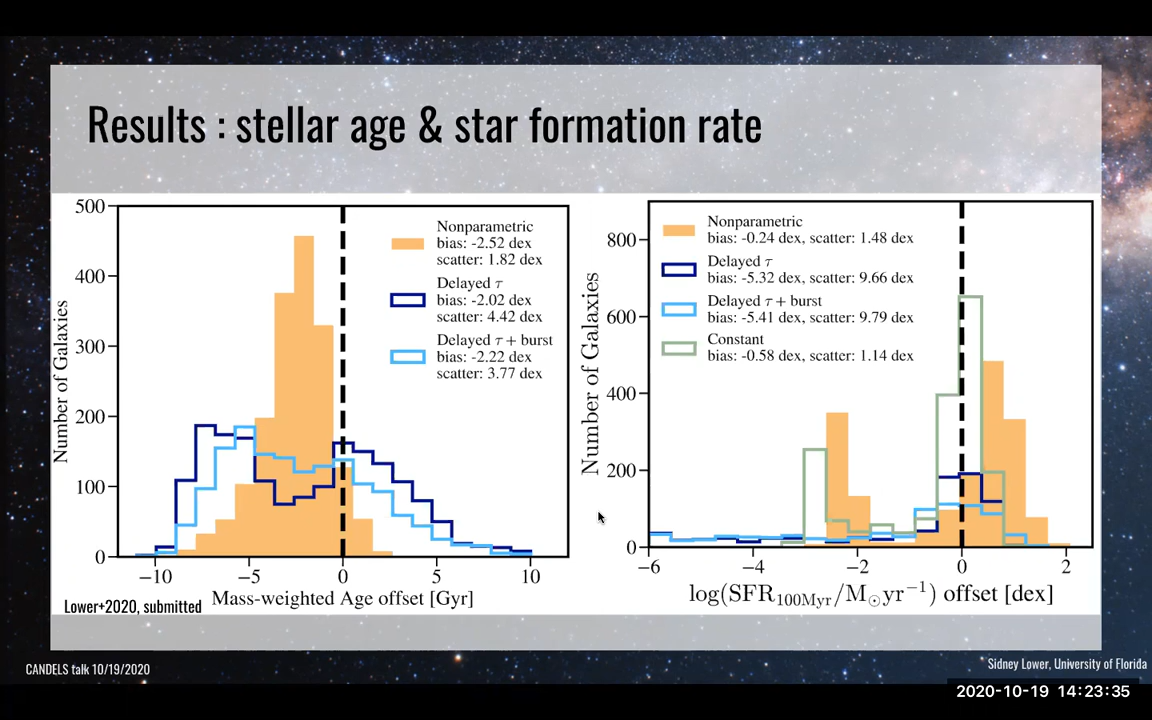 Results : stellar age & star formation rate
500
400
300
200
100
0
Number of Galaxies
Nonparametric
bias: -2.52 dex
scatter: 1.82 dex
Delayed τ
bias: -2.02 dex
scatter: 4.42 dex
Delayed τ + burst
bias: -2.22 dex
scatter: 3.77 dex
−10 −5 0 5 10
Mass-weighted Age offset [Gyr]
Lower+2020, submitted
800
600
400
200
0
Number of Galaxies
Nonparametric
bias: -0.24 dex, scatter: 1.48 dex
Delayed τ
bias: -5.32 dex, scatter: 9.66 dex
Delayed τ + burst
bias: -5.41 dex, scatter: 9.79 dex
Constant
bias: -0.58 dex, scatter: 1.14 dex
−6 −4 −2 0 2
log(SFR₁₀₀Myr/M☉yr⁻¹) offset [dex]
CANDELS talk 10/19/2020
Sidney Lower, University of Florida
2020-10-19 14:23:35